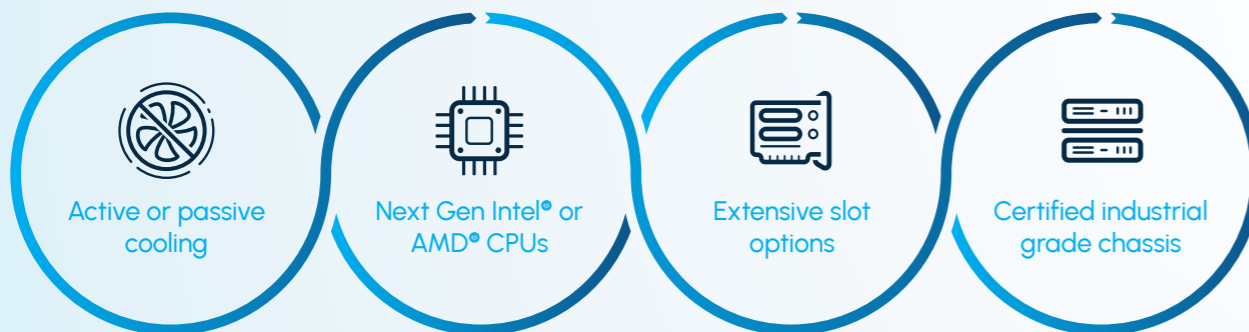 Active or passive
cooling
Next Gen Intel® or
AMD® CPUs
Extensive slot
options
Certified industrial
grade chassis